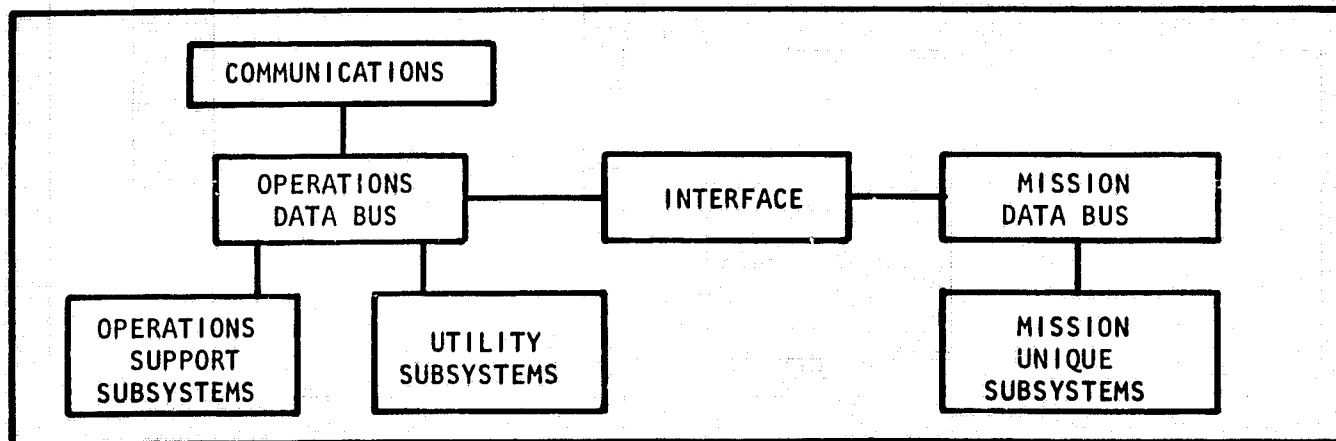 COMMUNICATIONS
OPERATIONS
DATA BUS
INTERFACE
MISSION
DATA BUS
OPERATIONS
SUPPORT
SUBSYSTEMS
UTILITY
SUBSYSTEMS
MISSION
UNIQUE
SUBSYSTEMS